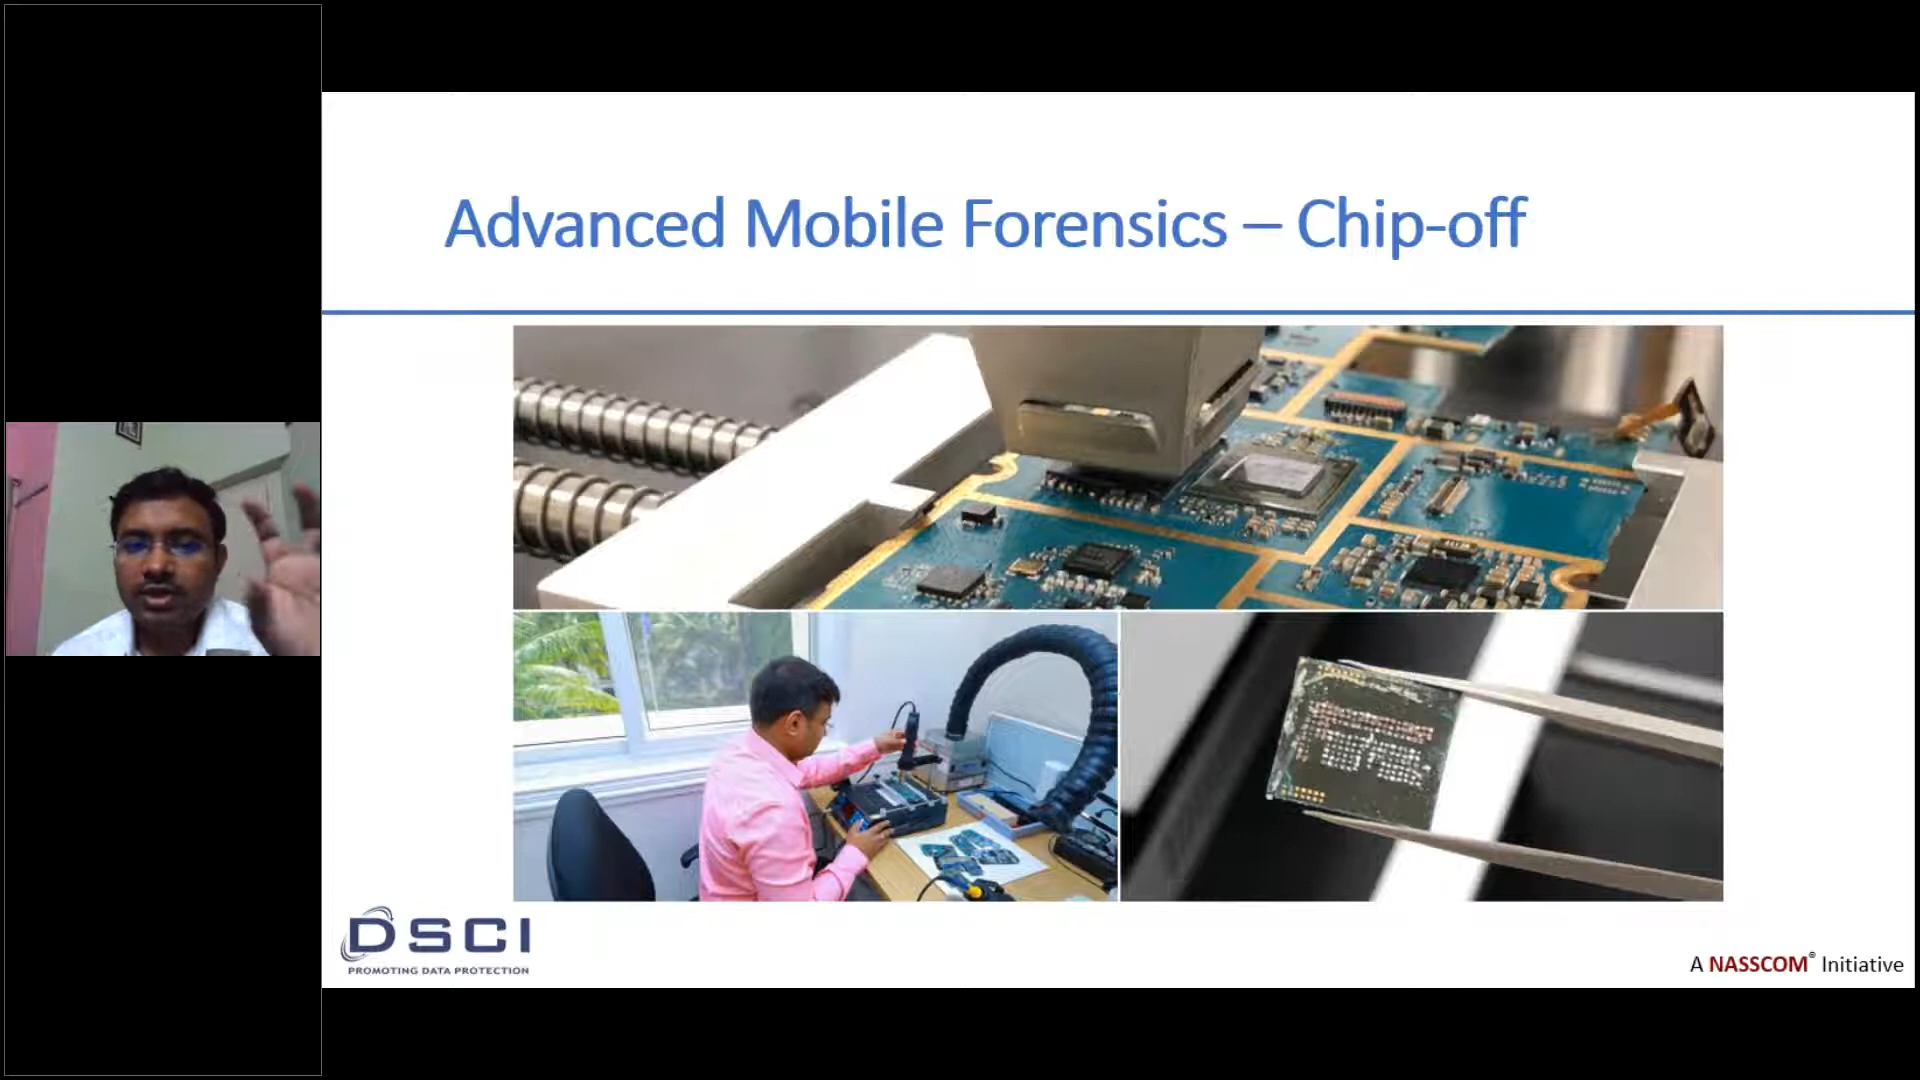 Advanced Mobile Forensics – Chip-off
DSCI
PROMOTING DATA PROTECTION
A NASSCOM® Initiative